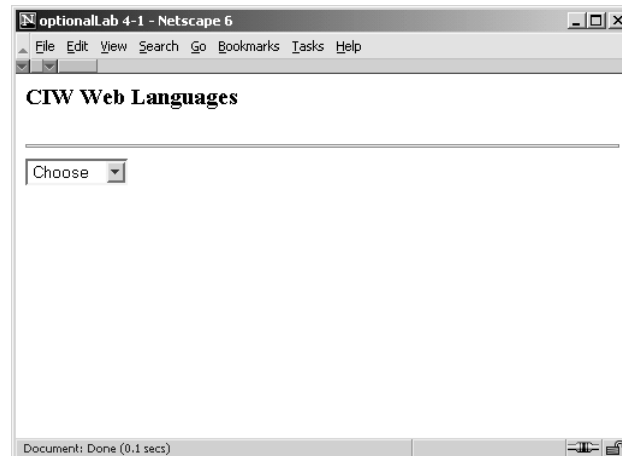 optionalLab 4-1 - Netscape 6
File Edit View Search Go Bookmarks Tasks Help
CIW Web Languages
Choose
Document: Done (0.1 secs)